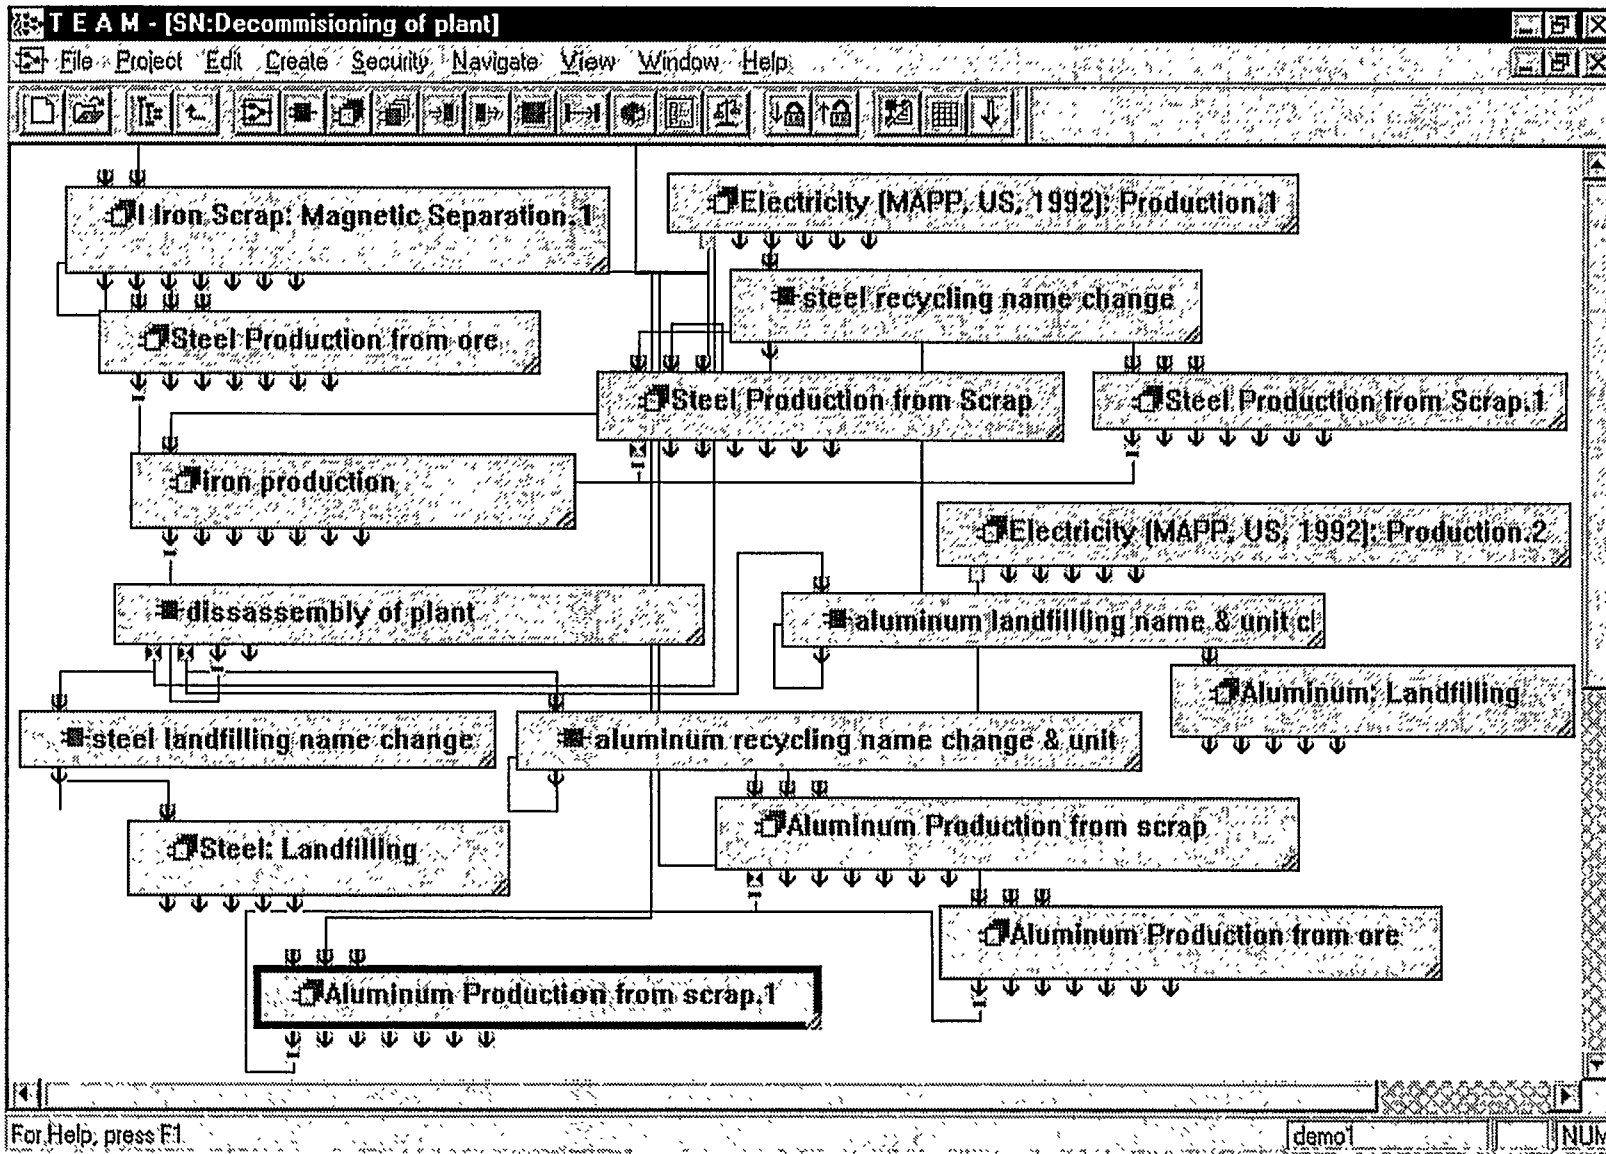 T E A M - [SN:Decommisioning of plant]
File Project Edit Create Security Navigate View Window Help
I Iron Scrap: Magnetic Separation.1
Electricity (MAPP, US, 1992): Production.1
steel recycling name change
Steel Production from ore
Steel Production from Scrap
Steel Production from Scrap.1
iron production
Electricity (MAPP, US, 1992): Production.2
dissassembly of plant
aluminum landfillling name & unit c
Aluminum: Landfilling
steel landfilling name change
aluminum recycling name change & unit
Aluminum Production from scrap
Steel: Landfilling
Aluminum Production from ore
Aluminum Production from scrap.1
For Help, press F1
demo1
NUM